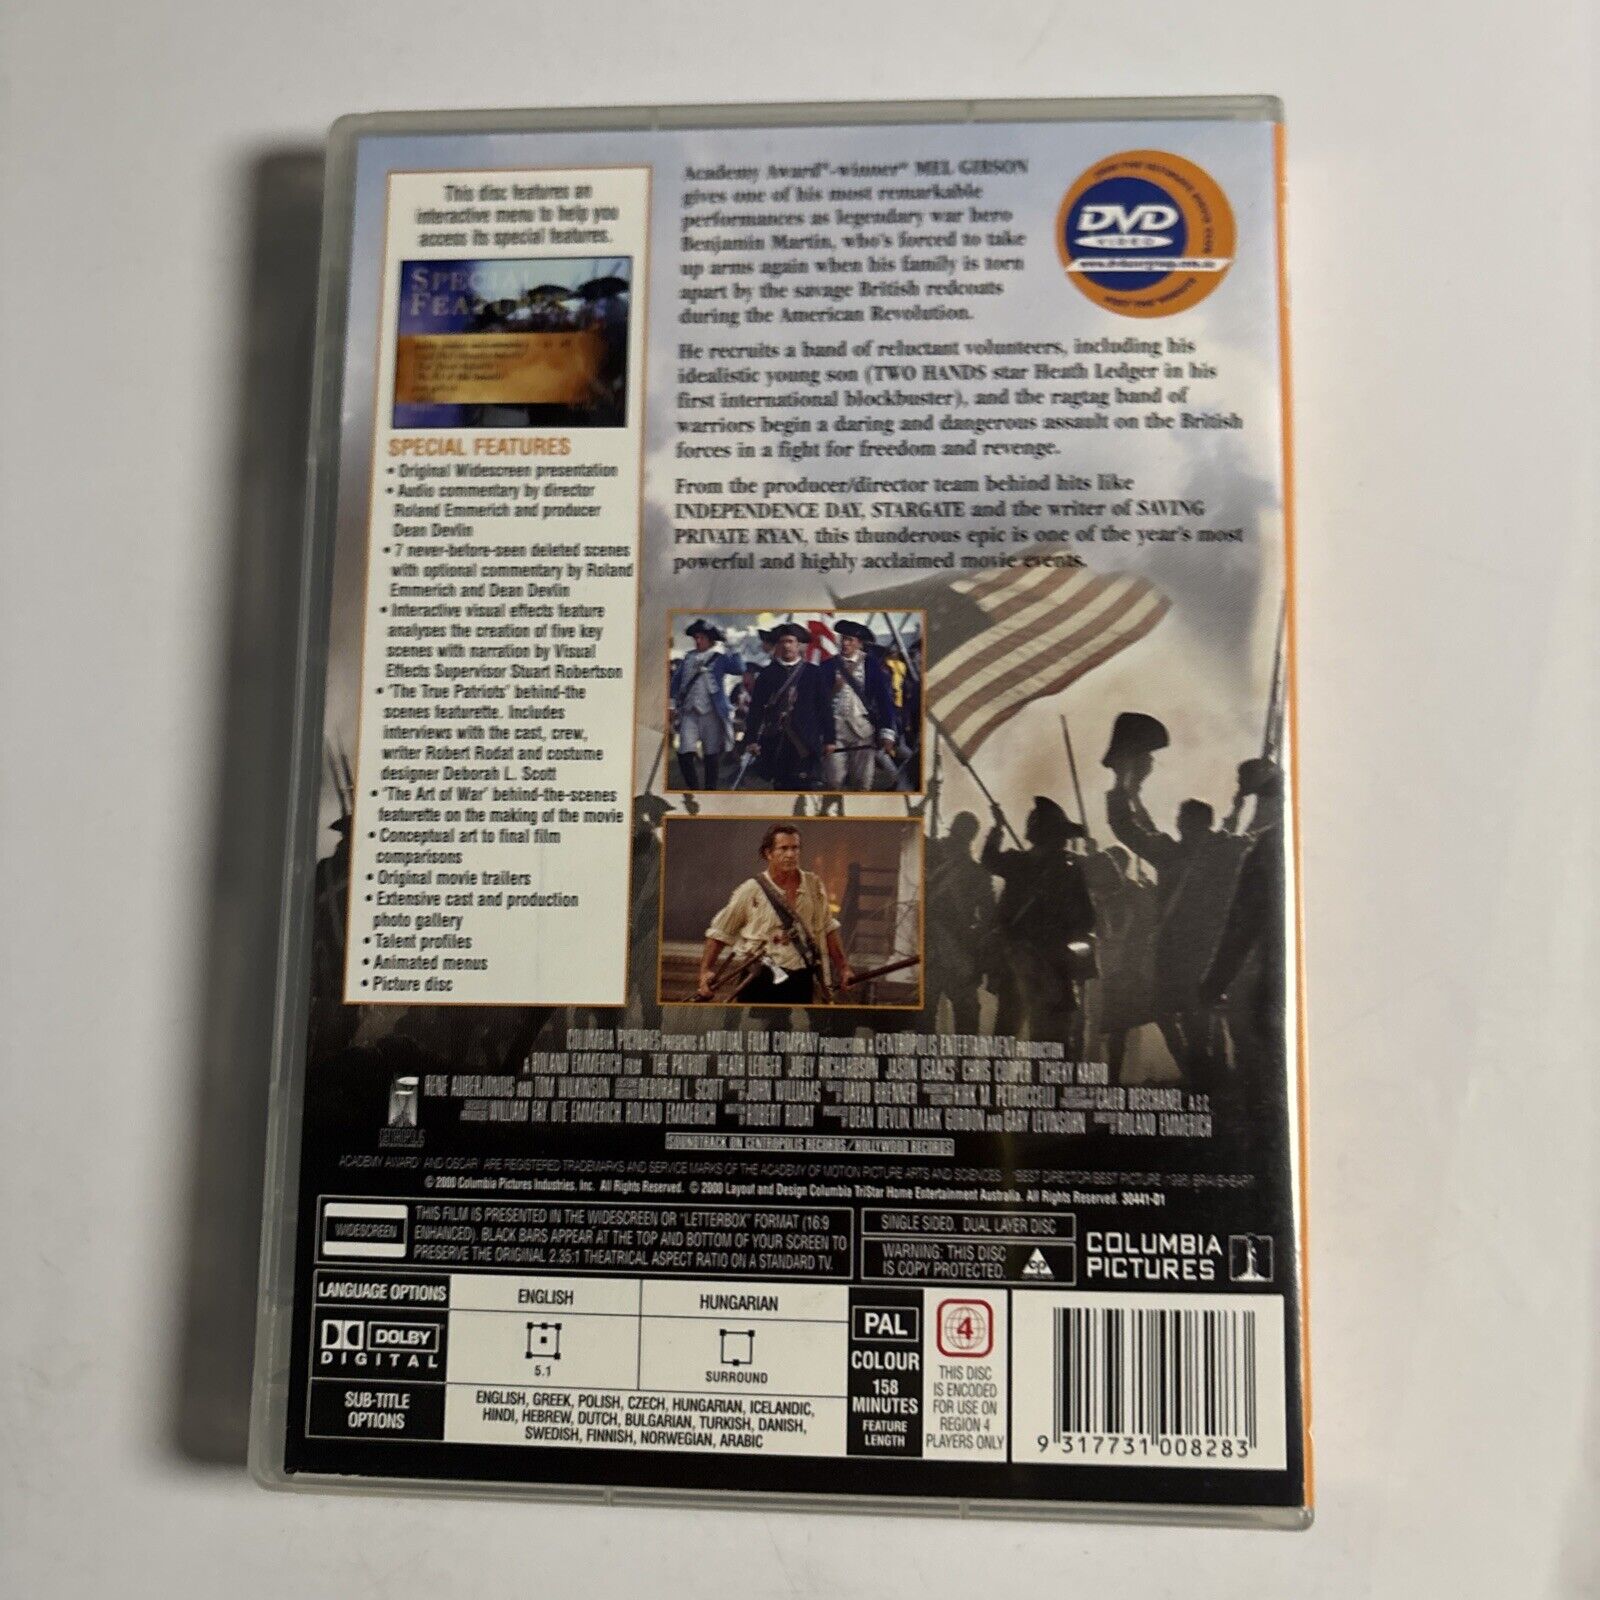 This disc features an
interactive menu to help you
access its special features.
SPECIAL
FEATURES
SPECIAL FEATURES
• Original Widescreen presentation
• Audio commentary by director
Roland Emmerich and producer
Dean Devlin
• 7 never-before-seen deleted scenes
with optional commentary by Roland
Emmerich and Dean Devlin
• Interactive visual effects feature
analyses the creation of five key
scenes with narration by Visual
Effects Supervisor Stuart Robertson
• 'The True Patriots' behind-the
scenes featurette. Includes
interviews with the cast, crew,
writer Robert Rodat and costume
designer Deborah L. Scott
• 'The Art of War' behind-the-scenes
featurette on the making of the movie
• Conceptual art to final film
comparisons
• Original movie trailers
• Extensive cast and production
photo gallery
• Talent profiles
• Animated menus
• Picture disc
Academy Award®-winner* MEL GIBSON
gives one of his most remarkable
performances as legendary war hero
Benjamin Martin, who's forced to take
up arms again when his family is torn
apart by the savage British redcoats
during the American Revolution.
He recruits a band of reluctant volunteers, including his
idealistic young son (TWO HANDS star Heath Ledger in his
first international blockbuster), and the ragtag band of
warriors begin a daring and dangerous assault on the British
forces in a fight for freedom and revenge.
From the producer/director team behind hits like
INDEPENDENCE DAY, STARGATE and the writer of SAVING
PRIVATE RYAN, this thunderous epic is one of the year's most
powerful and highly acclaimed movie events.
DVD
VIDEO
COLUMBIA PICTURES PRESENTS A MUTUAL FILM COMPANY PRODUCTION A CENTROPOLIS ENTERTAINMENT PRODUCTION
A ROLAND EMMERICH FILM 'THE PATRIOT' HEATH LEDGER JOELY RICHARDSON JASON ISAACS CHRIS COOPER TCHEKY KARYO
RENE AUBERJONOIS AND TOM WILKINSON DEBORAH L. SCOTT JOHN WILLIAMS DAVID BRENNER KIRK M. PETRUCCELLI CALEB DESCHANEL, A.S.C.
WILLIAM FAY, UTE EMMERICH, ROLAND EMMERICH ROBERT RODAT DEAN DEVLIN, MARK GORDON AND GARY LEVINSOHN ROLAND EMMERICH
CENTROPOLIS
SOUNDTRACK ON CENTROPOLIS RECORDS/HOLLYWOOD RECORDS
ACADEMY AWARD® AND OSCAR® ARE REGISTERED TRADEMARKS AND SERVICE MARKS OF THE ACADEMY OF MOTION PICTURE ARTS AND SCIENCES *BEST DIRECTOR/BEST PICTURE, 1995, BRAVEHEART
© 2000 Columbia Pictures Industries, Inc. All Rights Reserved. © 2000 Layout and Design Columbia TriStar Home Entertainment Australia. All Rights Reserved. 30441-01
WIDESCREEN
THIS FILM IS PRESENTED IN THE WIDESCREEN OR "LETTERBOX" FORMAT (16:9
ENHANCED). BLACK BARS APPEAR AT THE TOP AND BOTTOM OF YOUR SCREEN TO
PRESERVE THE ORIGINAL 2.35:1 THEATRICAL ASPECT RATIO ON A STANDARD TV.
SINGLE SIDED, DUAL LAYER DISC
WARNING: THIS DISC
IS COPY PROTECTED.
COLUMBIA
PICTURES
LANGUAGE OPTIONS
ENGLISH
HUNGARIAN
DOLBY
DIGITAL
5.1
SURROUND
SUB-TITLE
OPTIONS
ENGLISH, GREEK, POLISH, CZECH, HUNGARIAN, ICELANDIC,
HINDI, HEBREW, DUTCH, BULGARIAN, TURKISH, DANISH,
SWEDISH, FINNISH, NORWEGIAN, ARABIC
PAL
COLOUR
158
MINUTES
FEATURE
LENGTH
4
THIS DISC
IS ENCODED
FOR USE ON
REGION 4
PLAYERS ONLY
9 317731 008283